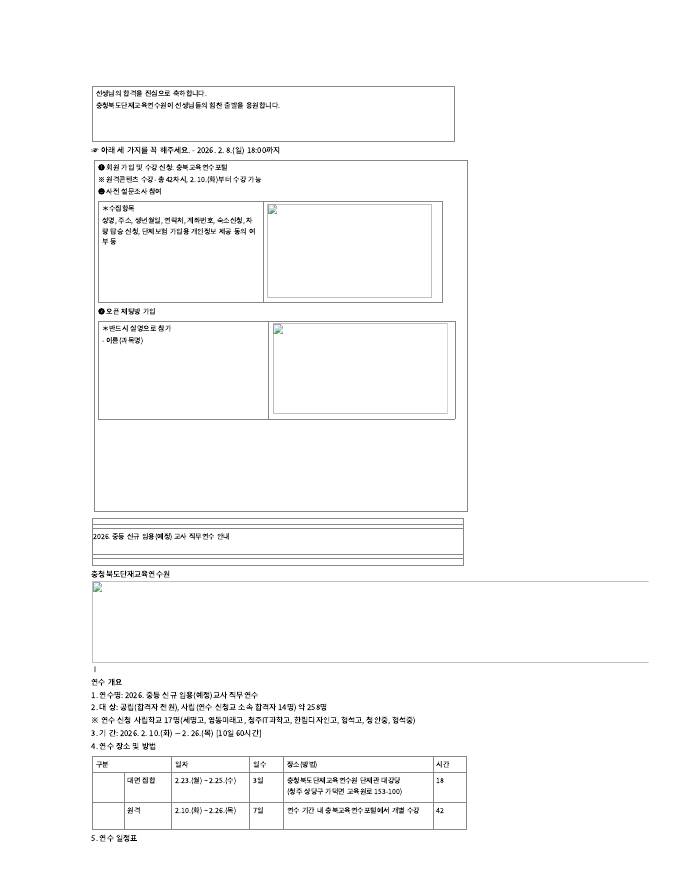 선생님의 합격을 진심으로 축하합니다.
충청북도단재교육연수원이 선생님들의 힘찬 출발을 응원합니다.
☞ 아래 세 가지를 꼭 해주세요. - 2026. 2. 8.(일) 18:00까지
❶회원 가입 및 수강 신청: 충북교육연수포털
※ 원격콘텐츠 수강- 총 42차시, 2. 10.(화)부터 수강 가능
❷사전 설문조사 참여
＊수집항목
성명, 주소, 생년월일, 연락처, 계좌번호, 숙소신청, 차
량 탑승 신청, 단체보험 가입용 개인정보 제공 동의 여
부 등
❸오픈 채팅방 가입
＊반드시 실명으로 참가
- 이름(과목명)
2026. 중등 신규 임용(예정) 교사 직무연수 안내
충청북도단재교육연수원
Ⅰ
연수 개요
1. 연수명: 2026. 중등 신규 임용(예정)교사 직무연수
2. 대 상: 공립(합격자 전원), 사립(연수 신청교 소속 합격자 14명) 약 258명
※ 연수 신청 사립학교 17명(세명고, 영동미래고, 청주IT과학고, 한림디자인고, 형석고, 청안중, 형석중)
3. 기 간: 2026. 2. 10.(화) ~ 2. 26.(목) [10일 60시간]
4. 연수 장소 및 방법
구분 일자 일수 장소(방법) 시간
대면 집합 2.23.(월) ~2.25.(수) 3일 충청북도단재교육연수원 단재관 대강당 18
(청주 상당구 가덕면 교육원로 153-100)
원격 2.10.(화) ~2.26.(목) 7일 연수 기간 내 충북교육연수포털에서 개별 수강 42
5. 연수 일정표